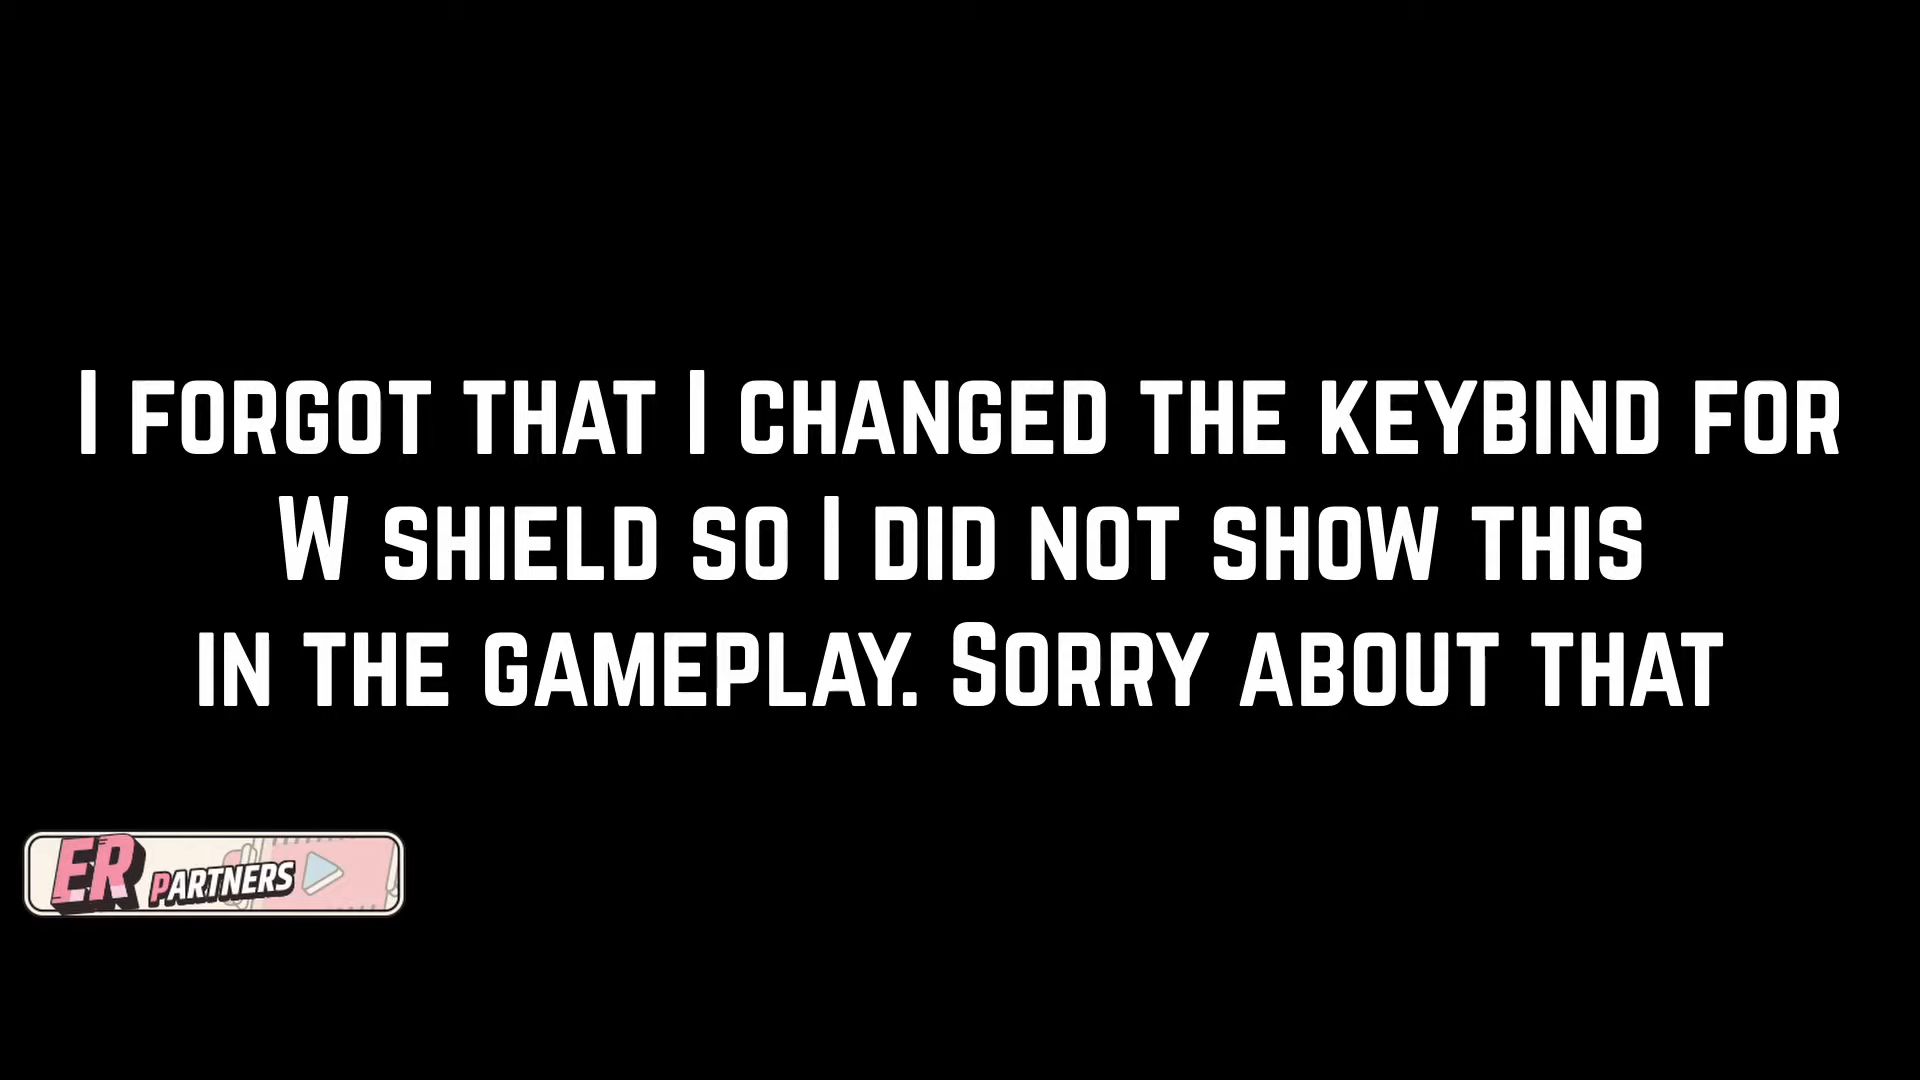 I FORGOT THAT I CHANGED THE KEYBIND FOR
W SHIELD SO I DID NOT SHOW THIS
IN THE GAMEPLAY. SORRY ABOUT THAT
ER PARTNERS